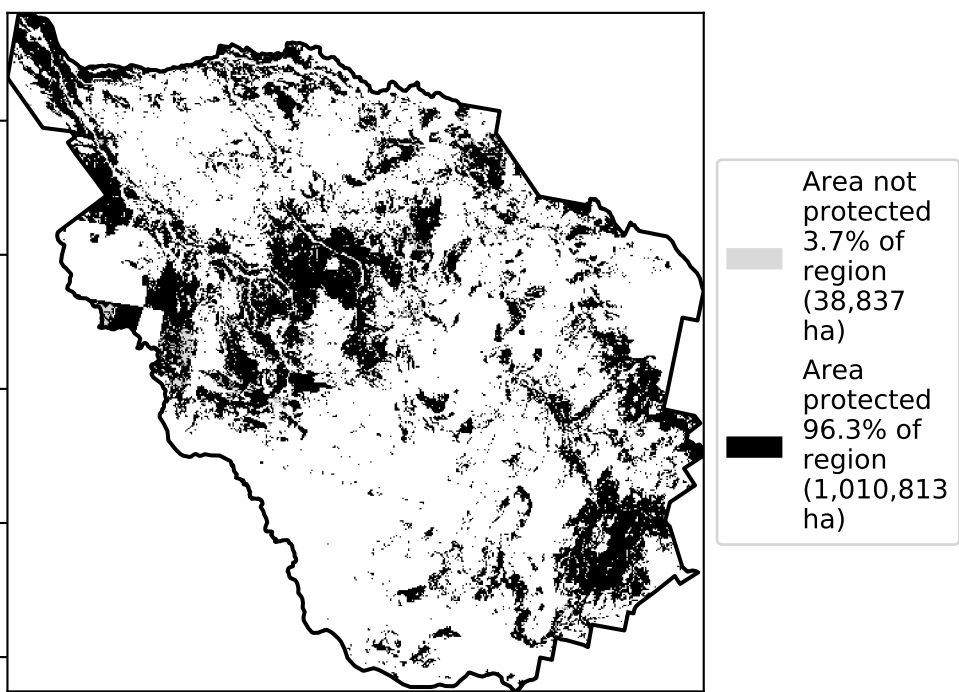 Area not
protected
3.7% of
region
(38,837
ha)
Area
protected
96.3% of
region
(1,010,813
ha)